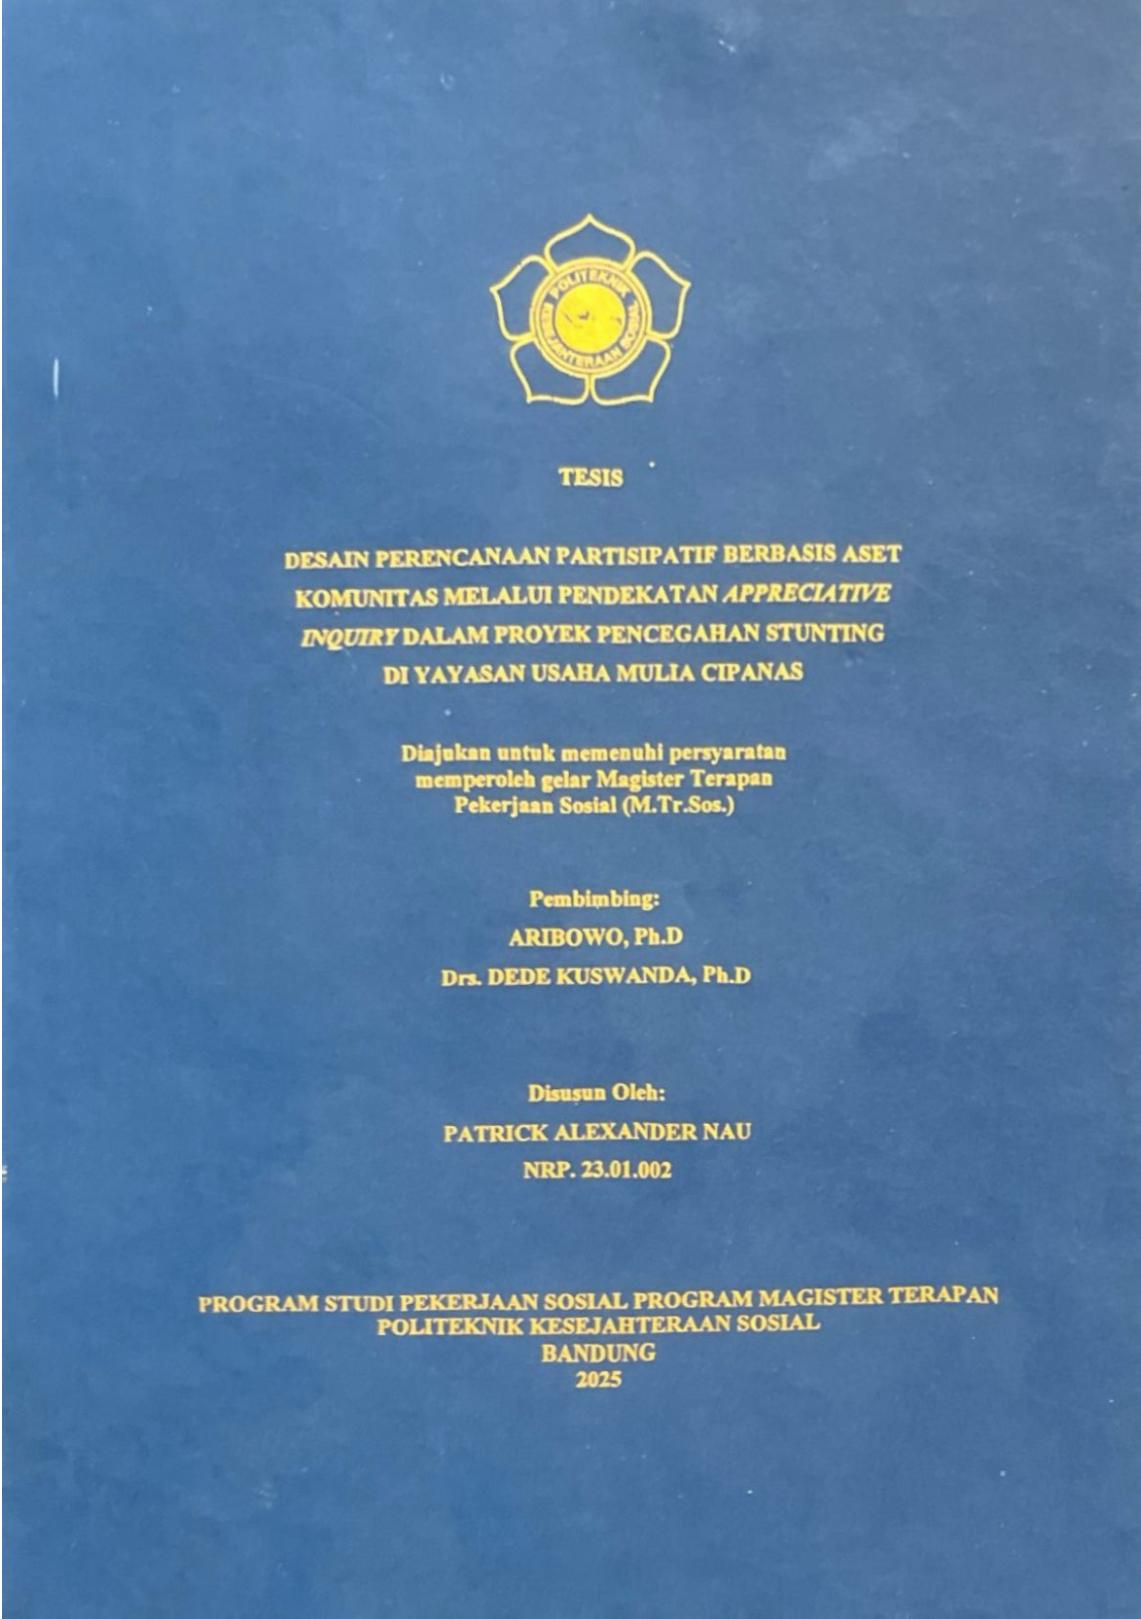 POLITEKNIK
KESEJAHTERAAN SOSIAL
TESIS
DESAIN PERENCANAAN PARTISIPATIF BERBASIS ASET
KOMUNITAS MELALUI PENDEKATAN APPRECIATIVE
INQUIRY DALAM PROYEK PENCEGAHAN STUNTING
DI YAYASAN USAHA MULIA CIPANAS
Diajukan untuk memenuhi persyaratan
memperoleh gelar Magister Terapan
Pekerjaan Sosial (M.Tr.Sos.)
Pembimbing:
ARIBOWO, Ph.D
Drs. DEDE KUSWANDA, Ph.D
Disusun Oleh:
PATRICK ALEXANDER NAU
NRP. 23.01.002
PROGRAM STUDI PEKERJAAN SOSIAL PROGRAM MAGISTER TERAPAN
POLITEKNIK KESEJAHTERAAN SOSIAL
BANDUNG
2025